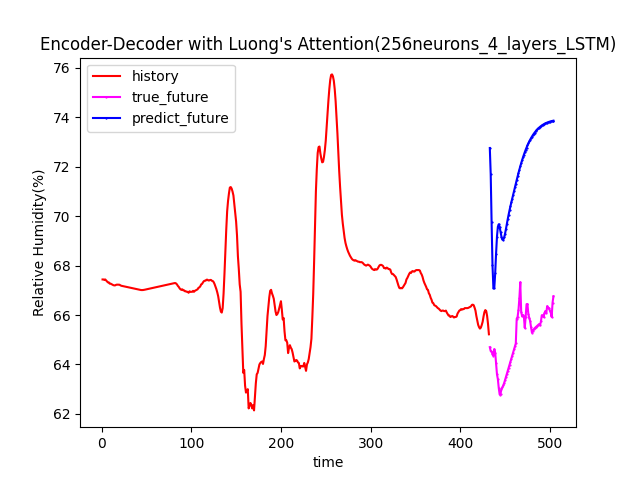 Encoder-Decoder with Luong's Attention(256neurons_4_layers_LSTM)
history
true_future
predict_future
Relative Humidity(%)
76
74
72
70
68
66
64
62
0 100 200 300 400 500
time